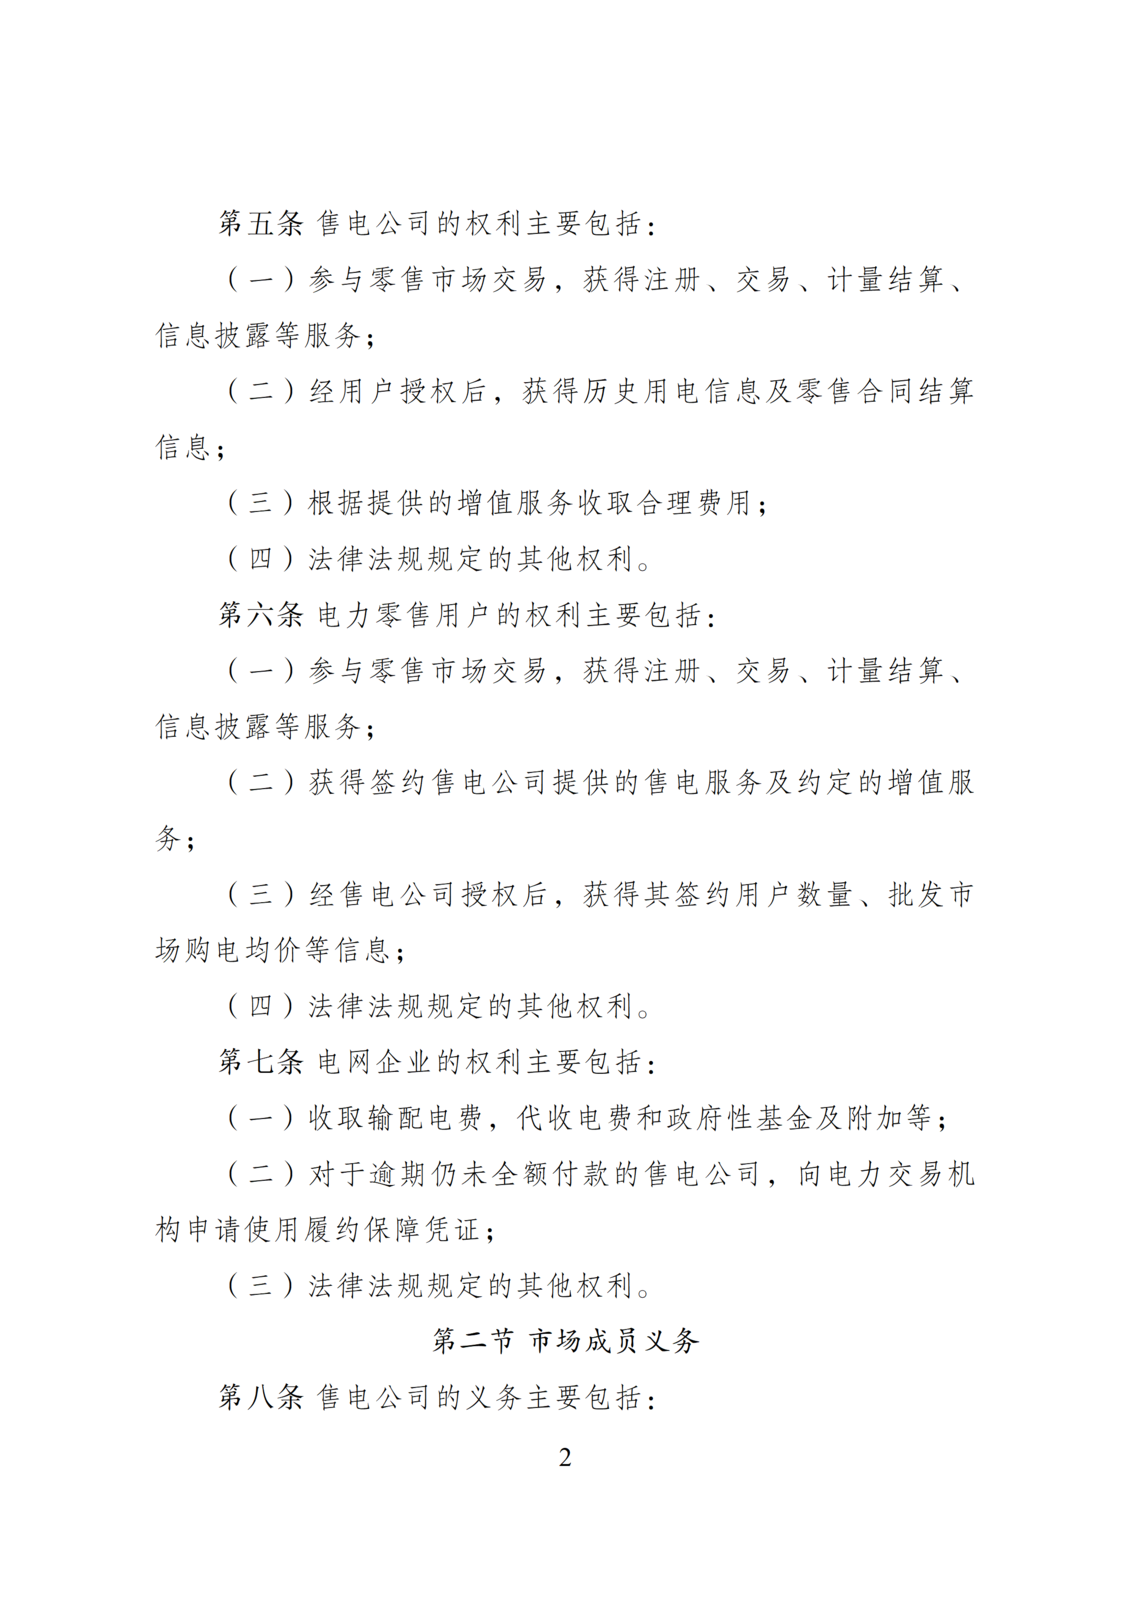 第五条 售电公司的权利主要包括：
（一）参与零售市场交易，获得注册、交易、计量结算、
信息披露等服务；
（二）经用户授权后，获得历史用电信息及零售合同结算
信息；
（三）根据提供的增值服务收取合理费用；
（四）法律法规规定的其他权利。
第六条 电力零售用户的权利主要包括：
（一）参与零售市场交易，获得注册、交易、计量结算、
信息披露等服务；
（二）获得签约售电公司提供的售电服务及约定的增值服
务；
（三）经售电公司授权后，获得其签约用户数量、批发市
场购电均价等信息；
（四）法律法规规定的其他权利。
第七条 电网企业的权利主要包括：
（一）收取输配电费，代收电费和政府性基金及附加等；
（二）对于逾期仍未全额付款的售电公司，向电力交易机
构申请使用履约保障凭证；
（三）法律法规规定的其他权利。
第二节 市场成员义务
第八条 售电公司的义务主要包括：
2